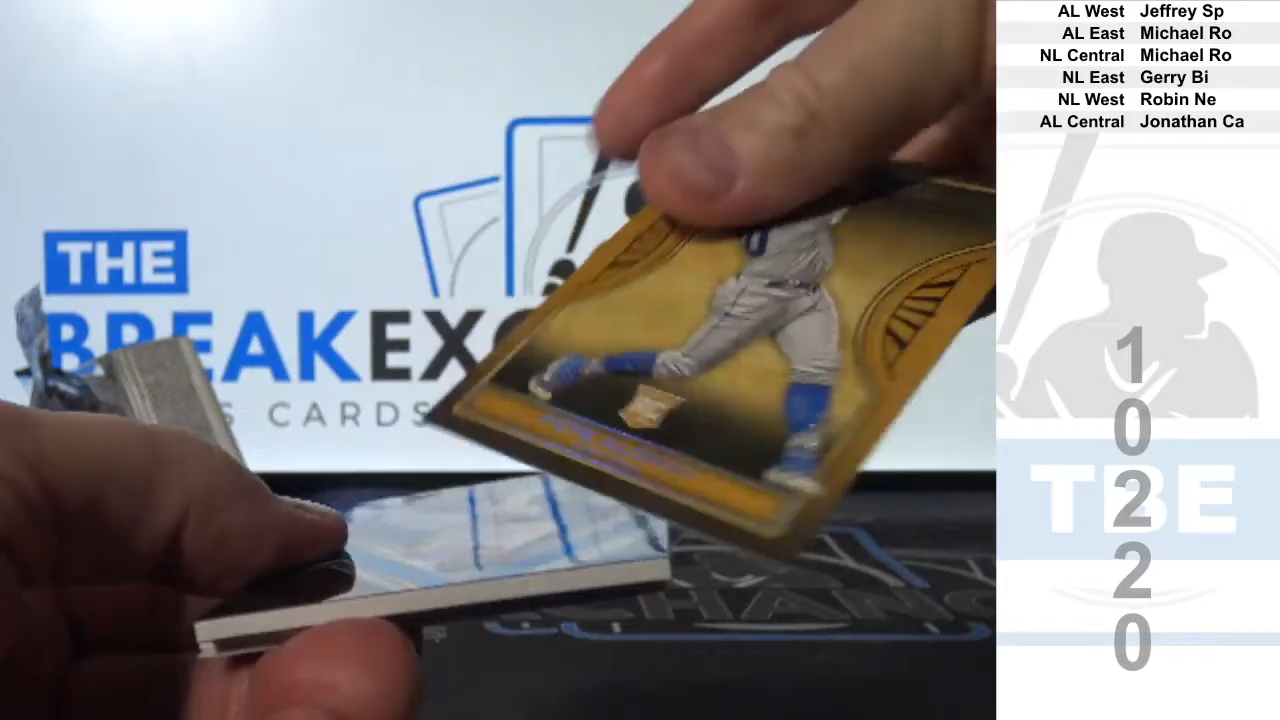 THE
BREAKEX
CARDS
CHANG
AL West Jeffrey Sp
AL East Michael Ro
NL Central Michael Ro
NL East Gerry Bi
NL West Robin Ne
AL Central Jonathan Ca
TBE
1
0
2
2
0